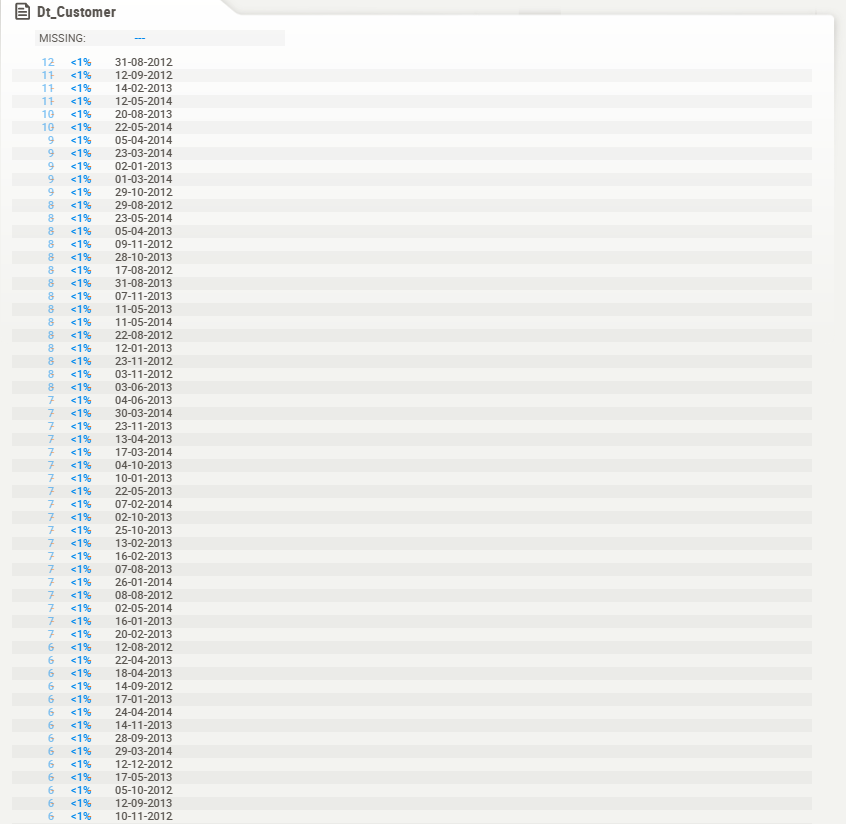 Dt_Customer
MISSING: ---
12 <1% 31-08-2012
11 <1% 12-09-2012
11 <1% 14-02-2013
11 <1% 12-05-2014
10 <1% 20-08-2013
10 <1% 22-05-2014
9 <1% 05-04-2014
9 <1% 23-03-2014
9 <1% 02-01-2013
9 <1% 01-03-2014
9 <1% 29-10-2012
8 <1% 29-08-2012
8 <1% 23-05-2014
8 <1% 05-04-2013
8 <1% 09-11-2012
8 <1% 28-10-2013
8 <1% 17-08-2012
8 <1% 31-08-2013
8 <1% 07-11-2013
8 <1% 11-05-2013
8 <1% 11-05-2014
8 <1% 22-08-2012
8 <1% 12-01-2013
8 <1% 23-11-2012
8 <1% 03-11-2012
8 <1% 03-06-2013
7 <1% 04-06-2013
7 <1% 30-03-2014
7 <1% 23-11-2013
7 <1% 13-04-2013
7 <1% 17-03-2014
7 <1% 04-10-2013
7 <1% 10-01-2013
7 <1% 22-05-2013
7 <1% 07-02-2014
7 <1% 02-10-2013
7 <1% 25-10-2013
7 <1% 13-02-2013
7 <1% 16-02-2013
7 <1% 07-08-2013
7 <1% 26-01-2014
7 <1% 08-08-2012
7 <1% 02-05-2014
7 <1% 16-01-2013
7 <1% 20-02-2013
6 <1% 12-08-2012
6 <1% 22-04-2013
6 <1% 18-04-2013
6 <1% 14-09-2012
6 <1% 17-01-2013
6 <1% 24-04-2014
6 <1% 14-11-2013
6 <1% 28-09-2013
6 <1% 29-03-2014
6 <1% 12-12-2012
6 <1% 17-05-2013
6 <1% 05-10-2012
6 <1% 12-09-2013
6 <1% 10-11-2012